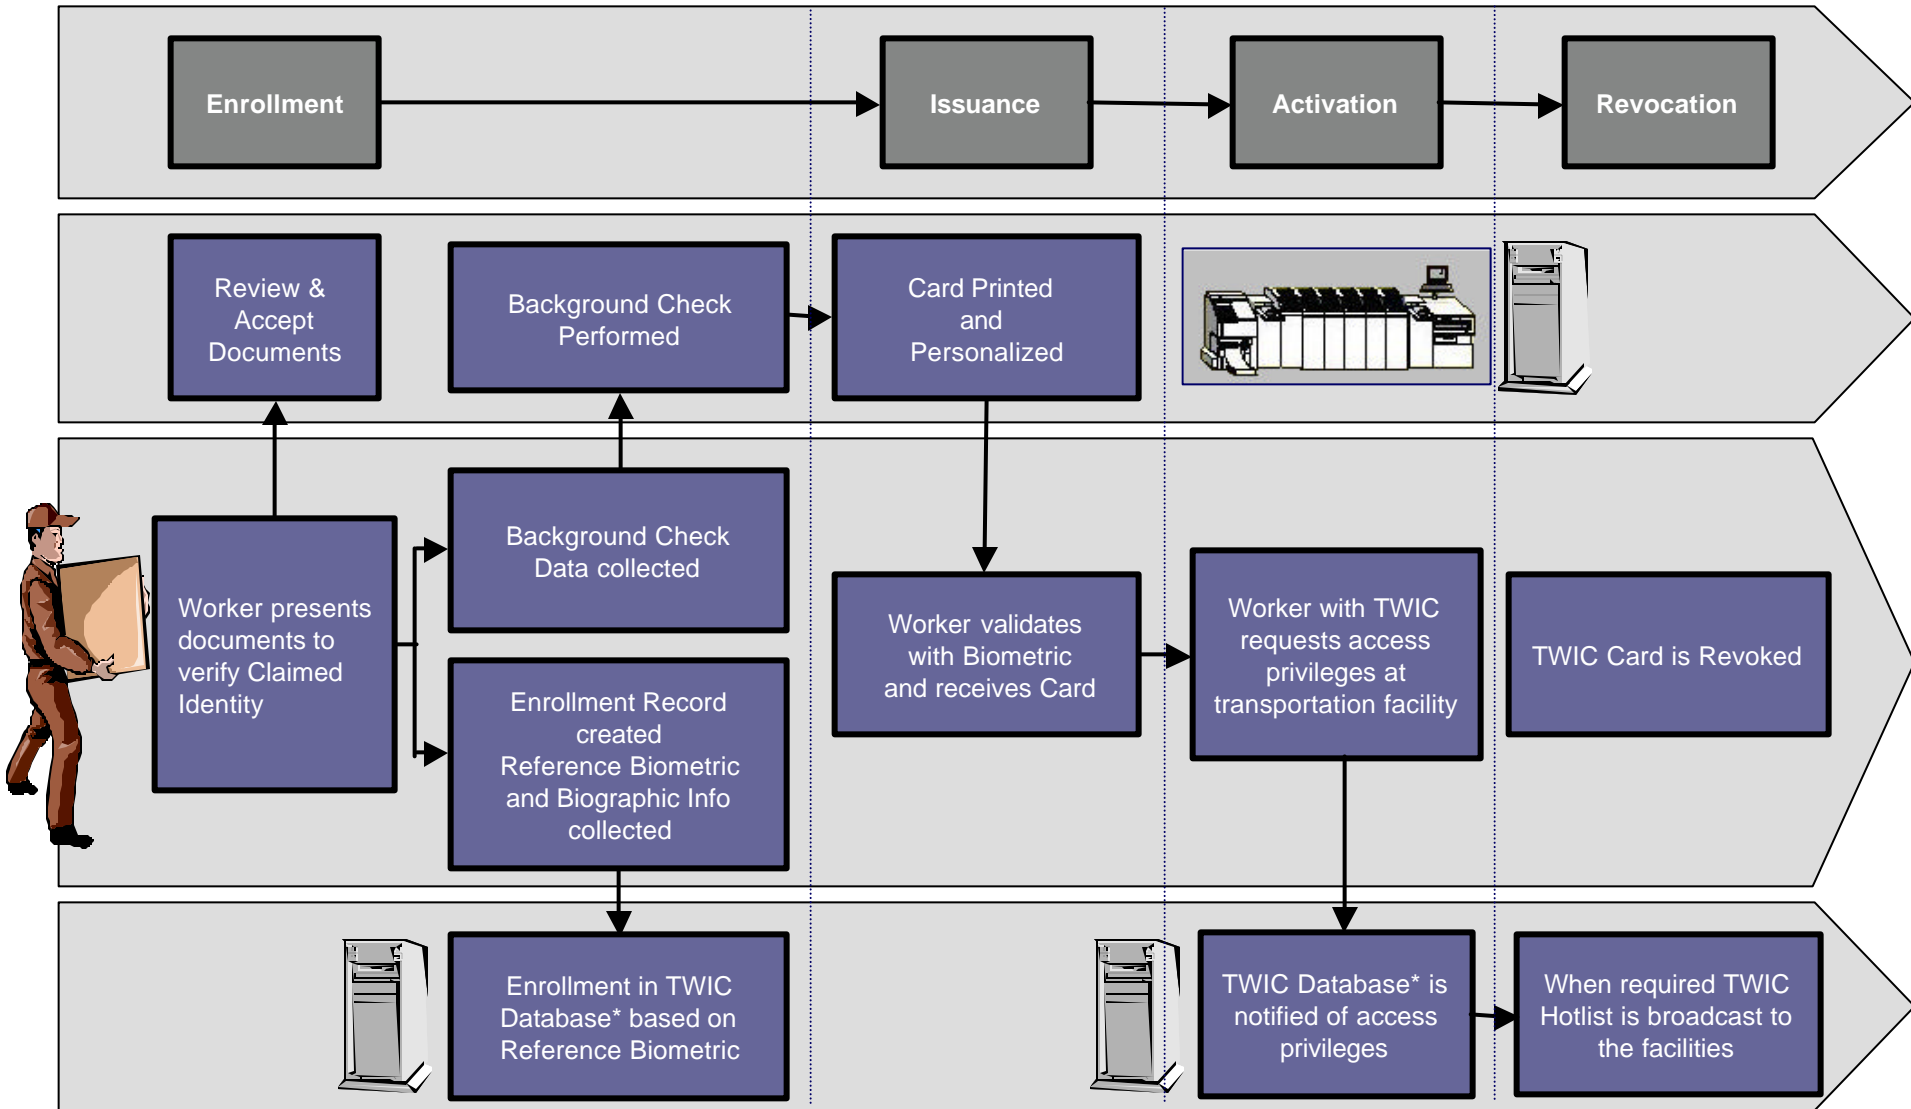 Enrollment
Issuance
Activation
Revocation
Review &
Accept
Documents
Background Check
Performed
Card Printed
and
Personalized
Worker presents
documents to
verify Claimed
Identity
Background Check
Data collected
Enrollment Record
created
Reference Biometric
and Biographic Info
collected
Worker validates
with Biometric
and receives Card
Worker with TWIC
requests access
privileges at
transportation facility
TWIC Card is Revoked
Enrollment in TWIC
Database* based on
Reference Biometric
TWIC Database* is
notified of access
privileges
When required TWIC
Hotlist is broadcast to
the facilities